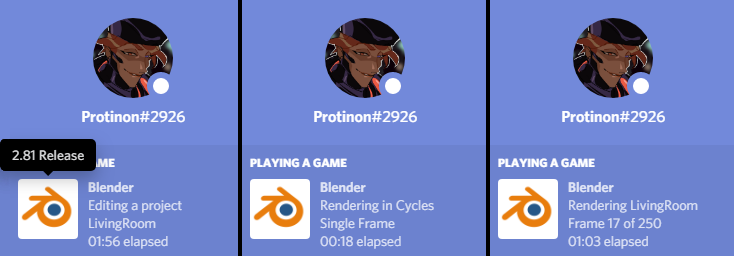 Protinon#2926
2.81 Release
AME
Blender
Editing a project
LivingRoom
01:56 elapsed
Protinon#2926
PLAYING A GAME
Blender
Rendering in Cycles
Single Frame
00:18 elapsed
Protinon#2926
PLAYING A GAME
Blender
Rendering LivingRoom
Frame 17 of 250
01:03 elapsed